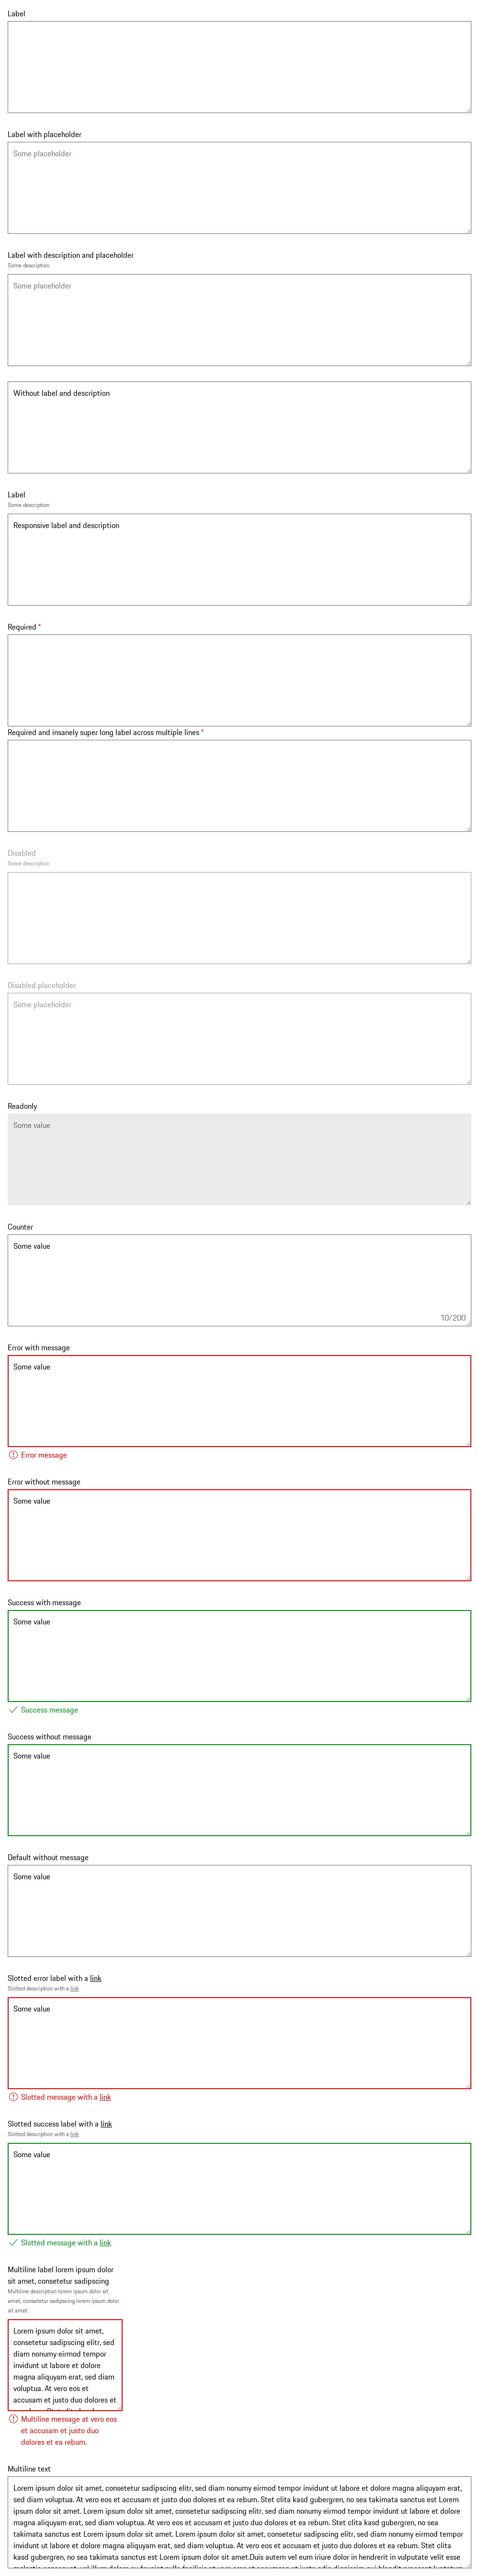 Label
Label with placeholder
Some placeholder
Label with description and placeholder
Some description
Some placeholder
Without label and description
Label
Some description
Responsive label and description
Required *
Required and insanely super long label across multiple lines *
Disabled
Some description
Disabled placeholder
Some placeholder
Readonly
Some value
Counter
Some value
10/200
Error with message
Some value
Error message
Error without message
Some value
Success with message
Some value
Success message
Success without message
Some value
Default without message
Some value
Slotted error label with a link
Slotted description with a link
Some value
Slotted message with a link
Slotted success label with a link
Slotted description with a link
Some value
Slotted message with a link
Multiline label lorem ipsum dolor
sit amet, consetetur sadipscing
Multiline description lorem ipsum dolor sit
amet, consetetur sadipscing lorem ipsum dolor
sit amet
Lorem ipsum dolor sit amet,
consetetur sadipscing elitr, sed
diam nonumy eirmod tempor
invidunt ut labore et dolore
magna aliquyam erat, sed diam
voluptua. At vero eos et
accusam et justo duo dolores et
Multiline message at vero eos
et accusam et justo duo
dolores et ea rebum.
Multiline text
Lorem ipsum dolor sit amet, consetetur sadipscing elitr, sed diam nonumy eirmod tempor invidunt ut labore et dolore magna aliquyam erat,
sed diam voluptua. At vero eos et accusam et justo duo dolores et ea rebum. Stet clita kasd gubergren, no sea takimata sanctus est Lorem
ipsum dolor sit amet. Lorem ipsum dolor sit amet, consetetur sadipscing elitr, sed diam nonumy eirmod tempor invidunt ut labore et dolore
magna aliquyam erat, sed diam voluptua. At vero eos et accusam et justo duo dolores et ea rebum. Stet clita kasd gubergren, no sea
takimata sanctus est Lorem ipsum dolor sit amet. Lorem ipsum dolor sit amet, consetetur sadipscing elitr, sed diam nonumy eirmod tempor
invidunt ut labore et dolore magna aliquyam erat, sed diam voluptua. At vero eos et accusam et justo duo dolores et ea rebum. Stet clita
kasd gubergren, no sea takimata sanctus est Lorem ipsum dolor sit amet.Duis autem vel eum iriure dolor in hendrerit in vulputate velit esse